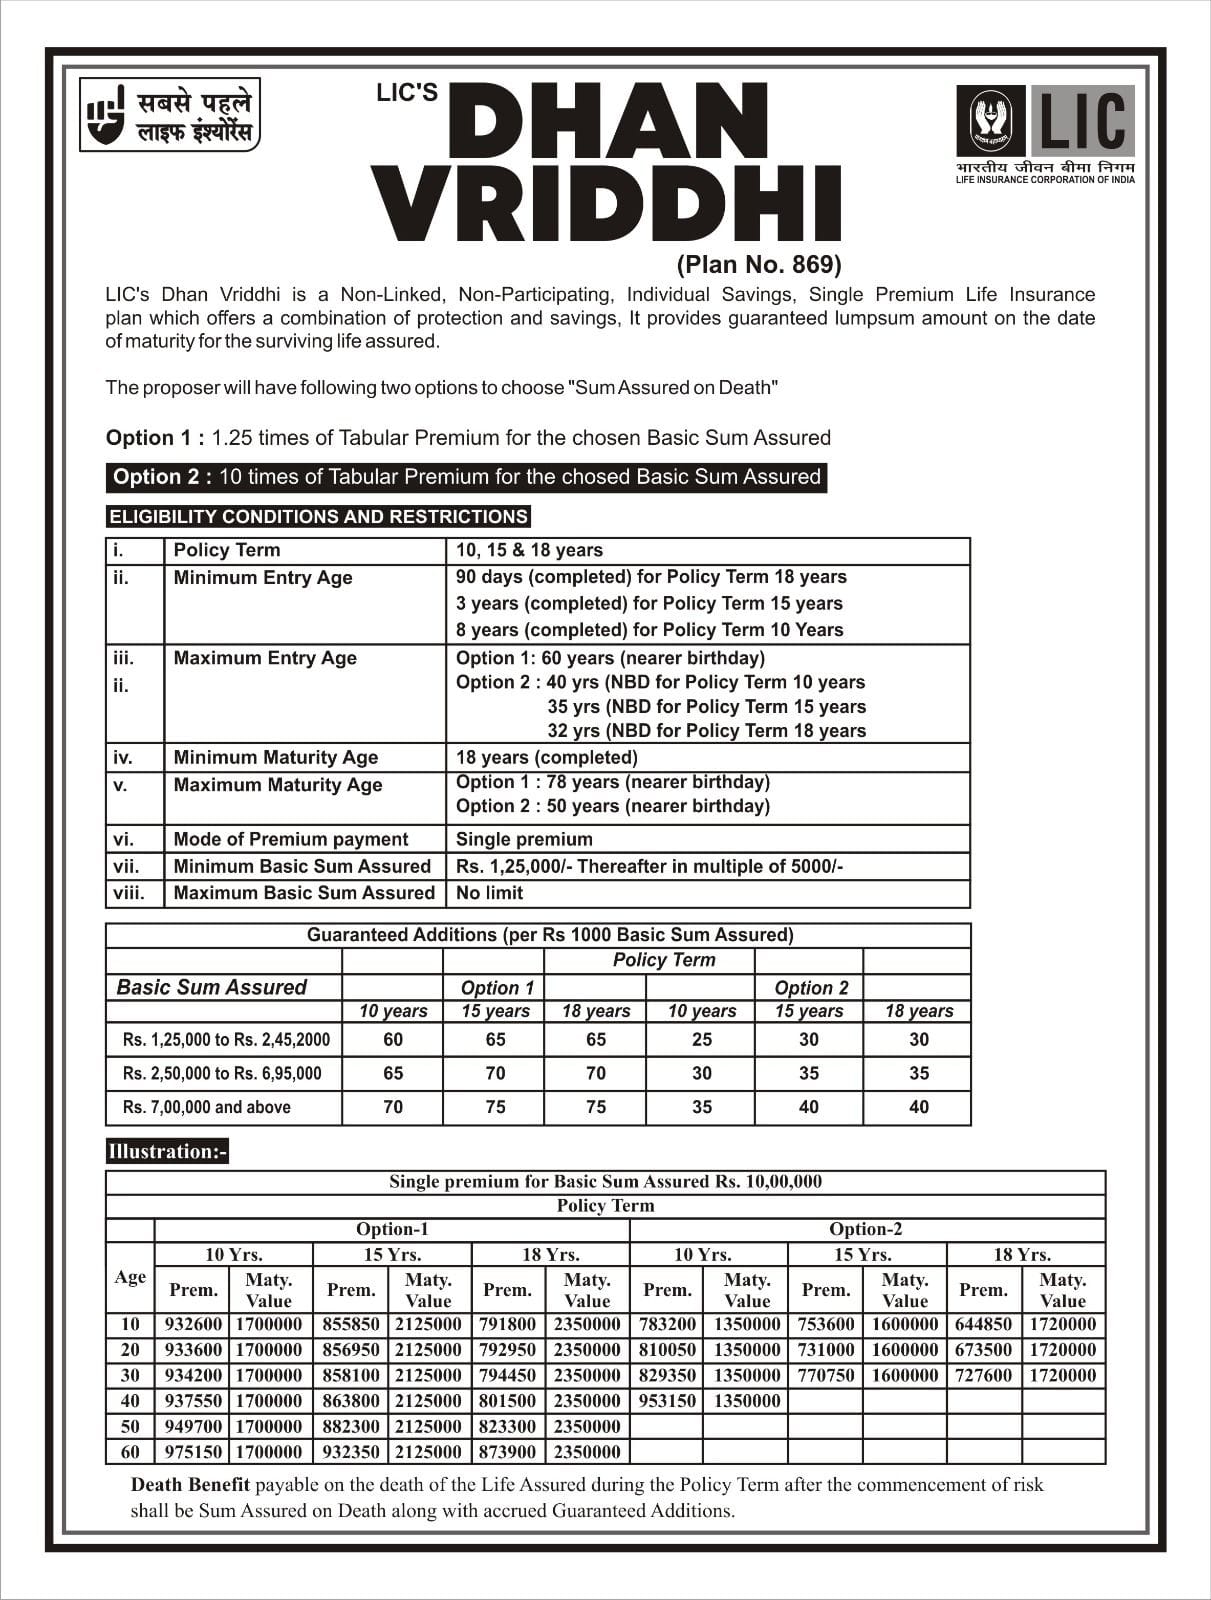 सबसे पहले
लाइफ इंश्योरेंस
LIC'S DHAN
VRIDDHI
(Plan No. 869)
LIC
भारतीय जीवन बीमा निगम
LIFE INSURANCE CORPORATION OF INDIA
LIC's Dhan Vriddhi is a Non-Linked, Non-Participating, Individual Savings, Single Premium Life Insurance
plan which offers a combination of protection and savings, It provides guaranteed lumpsum amount on the date
of maturity for the surviving life assured.
The proposer will have following two options to choose "Sum Assured on Death"
Option 1 : 1.25 times of Tabular Premium for the chosen Basic Sum Assured
Option 2 : 10 times of Tabular Premium for the chosed Basic Sum Assured
ELIGIBILITY CONDITIONS AND RESTRICTIONS
i. Policy Term 10, 15 & 18 years
ii. Minimum Entry Age 90 days (completed) for Policy Term 18 years
3 years (completed) for Policy Term 15 years
8 years (completed) for Policy Term 10 Years
iii. Maximum Entry Age Option 1: 60 years (nearer birthday)
ii. Option 2 : 40 yrs (NBD for Policy Term 10 years
35 yrs (NBD for Policy Term 15 years
32 yrs (NBD for Policy Term 18 years
iv. Minimum Maturity Age 18 years (completed)
v. Maximum Maturity Age Option 1 : 78 years (nearer birthday)
Option 2 : 50 years (nearer birthday)
vi. Mode of Premium payment Single premium
vii. Minimum Basic Sum Assured Rs. 1,25,000/- Thereafter in multiple of 5000/-
viii. Maximum Basic Sum Assured No limit
Guaranteed Additions (per Rs 1000 Basic Sum Assured)
Policy Term
Basic Sum Assured Option 1 Option 2
10 years 15 years 18 years 10 years 15 years 18 years
Rs. 1,25,000 to Rs. 2,45,2000 60 65 65 25 30 30
Rs. 2,50,000 to Rs. 6,95,000 65 70 70 30 35 35
Rs. 7,00,000 and above 70 75 75 35 40 40
Illustration:-
Single premium for Basic Sum Assured Rs. 10,00,000
Policy Term
Option-1 Option-2
10 Yrs. 15 Yrs. 18 Yrs. 10 Yrs. 15 Yrs. 18 Yrs.
Age Prem. Maty. Value Prem. Maty. Value Prem. Maty. Value Prem. Maty. Value Prem. Maty. Value Prem. Maty. Value
10 932600 1700000 855850 2125000 791800 2350000 783200 1350000 753600 1600000 644850 1720000
20 933600 1700000 856950 2125000 792950 2350000 810050 1350000 731000 1600000 673500 1720000
30 934200 1700000 858100 2125000 794450 2350000 829350 1350000 770750 1600000 727600 1720000
40 937550 1700000 863800 2125000 801500 2350000 953150 1350000
50 949700 1700000 882300 2125000 823300 2350000
60 975150 1700000 932350 2125000 873900 2350000
Death Benefit payable on the death of the Life Assured during the Policy Term after the commencement of risk
shall be Sum Assured on Death along with accrued Guaranteed Additions.